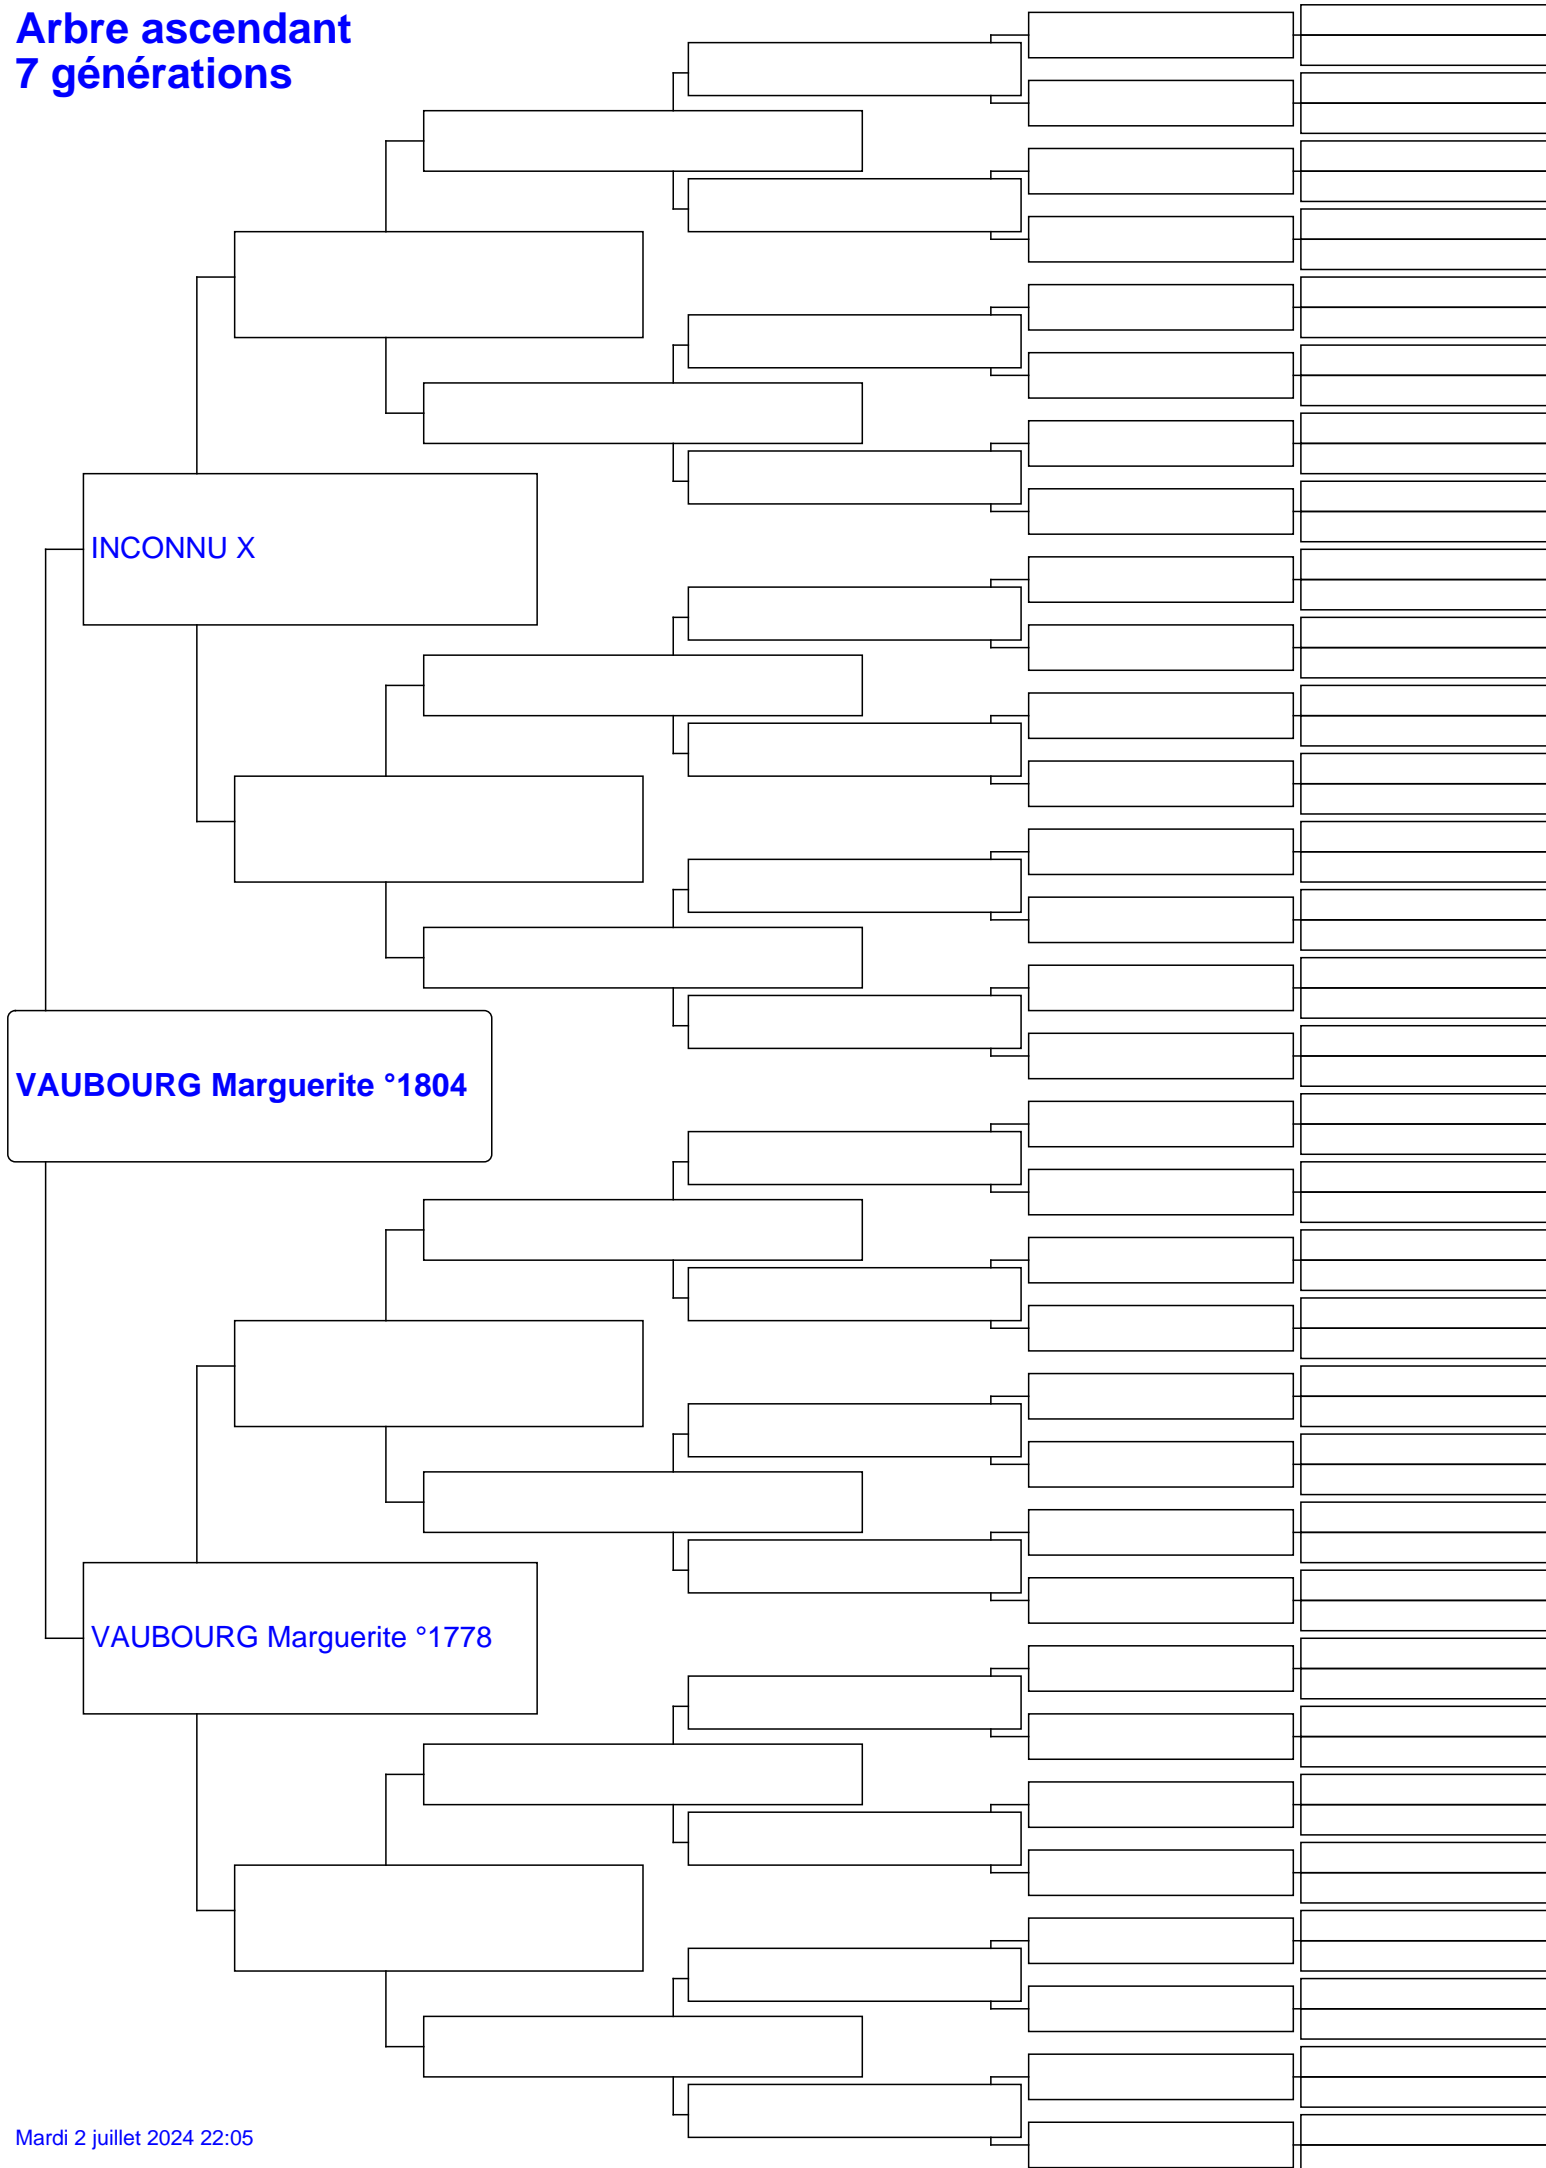 Arbre ascendant
7 générations
INCONNU X
VAUBOURG Marguerite °1804
VAUBOURG Marguerite °1778
Mardi 2 juillet 2024 22:05